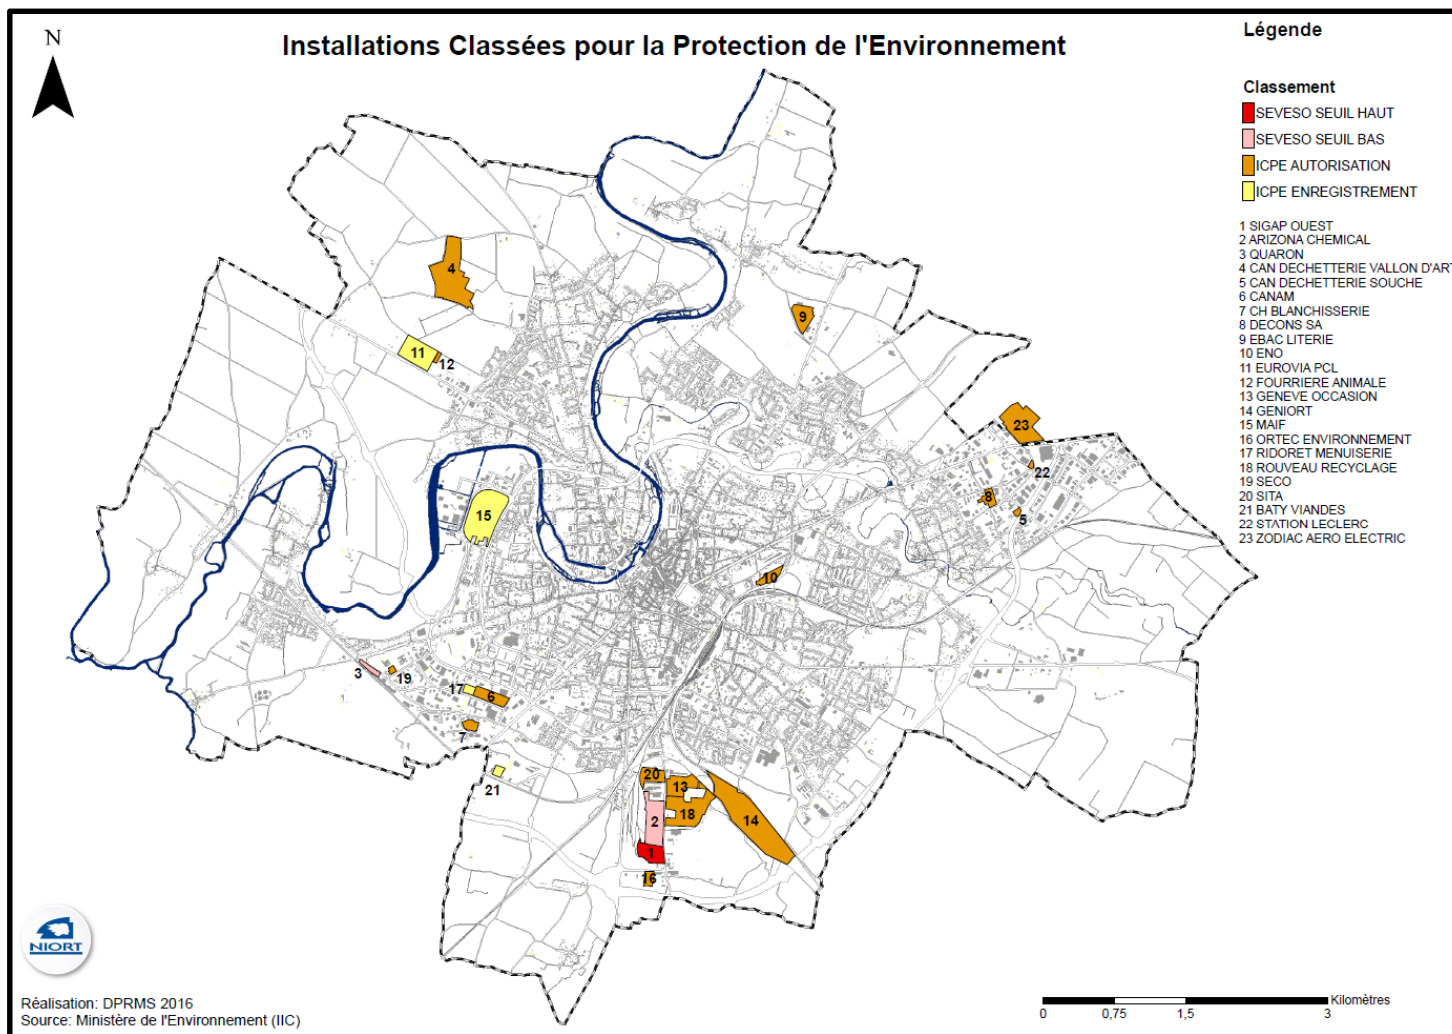 N
Installations Classées pour la Protection de l'Environnement
Légende
Classement
SEVESO SEUIL HAUT
SEVESO SEUIL BAS
ICPE AUTORISATION
ICPE ENREGISTREMENT
1 SIGAP OUEST
2 ARIZONA CHEMICAL
3 QUARON
4 CAN DECHETTERIE VALLON D'ART
5 CAN DECHETTERIE SOUCHE
6 CANAM
7 CH BLANCHISSERIE
8 DECONS SA
9 EBAC LITERIE
10 ENO
11 EUROVIA PCL
12 FOURRIERE ANIMALE
13 GENEVE OCCASION
14 GENIORT
15 MAIF
16 ORTEC ENVIRONNEMENT
17 RIDORET MENUISERIE
18 ROUVEAU RECYCLAGE
19 SECO
20 SITA
21 BATY VIANDES
22 STATION LECLERC
23 ZODIAC AERO ELECTRIC
4
9
11
12
23
22
8
5
15
10
3
19
17
6
7
21
20
13
2
18
14
1
16
NIORT
Réalisation: DPRMS 2016
Source: Ministère de l'Environnement (IIC)
Kilomètres
0 0,75 1,5 3